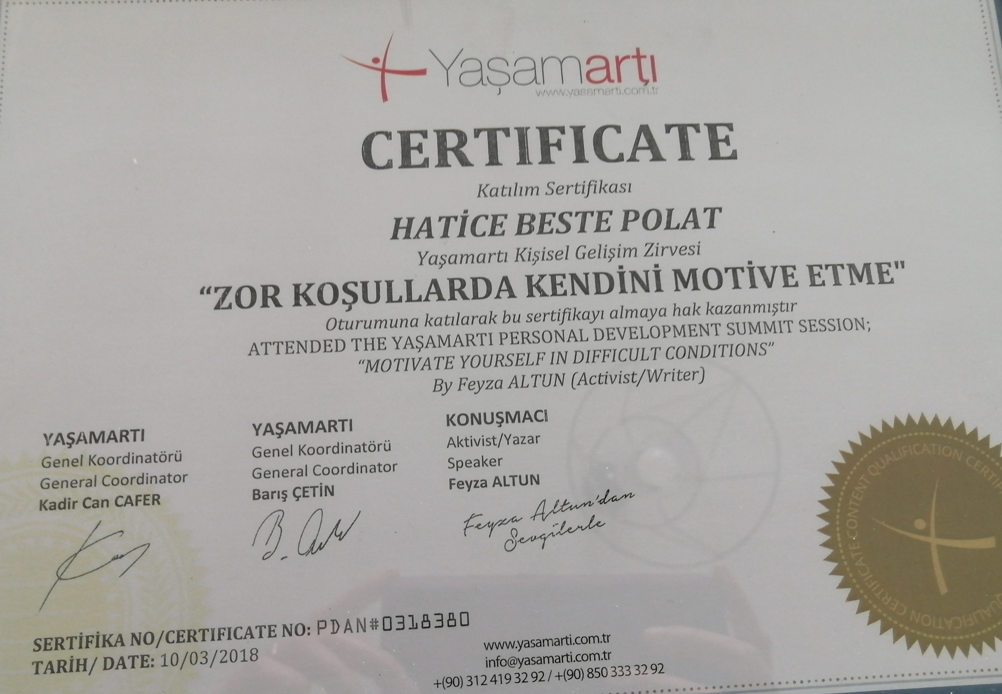 Yaşamartı
www.yasamarti.com.tr
CERTIFICATE
Katılım Sertifikası
HATİCE BESTE POLAT
Yaşamartı Kişisel Gelişim Zirvesi
“ZOR KOŞULLARDA KENDİNİ MOTİVE ETME"
Oturumuna katılarak bu sertifikayı almaya hak kazanmıştır
ATTENDED THE YAŞAMARTI PERSONAL DEVELOPMENT SUMMIT SESSION;
“MOTIVATE YOURSELF IN DIFFICULT CONDITIONS”
By Feyza ALTUN (Activist/Writer)
YAŞAMARTI
Genel Koordinatörü
General Coordinator
Kadir Can CAFER
YAŞAMARTI
Genel Koordinatörü
General Coordinator
Barış ÇETİN
KONUŞMACI
Aktivist/Yazar
Speaker
Feyza ALTUN
Feyza Altun'dan
Sevgilerle
SERTİFİKA NO/CERTIFICATE NO: PDAN#0318380
TARİH/ DATE: 10/03/2018
www.yasamarti.com.tr
info@yasamarti.com.tr
+(90) 312 419 32 92 / +(90) 850 333 32 92
CERTIFICATE CONTENT QUALIFICATION